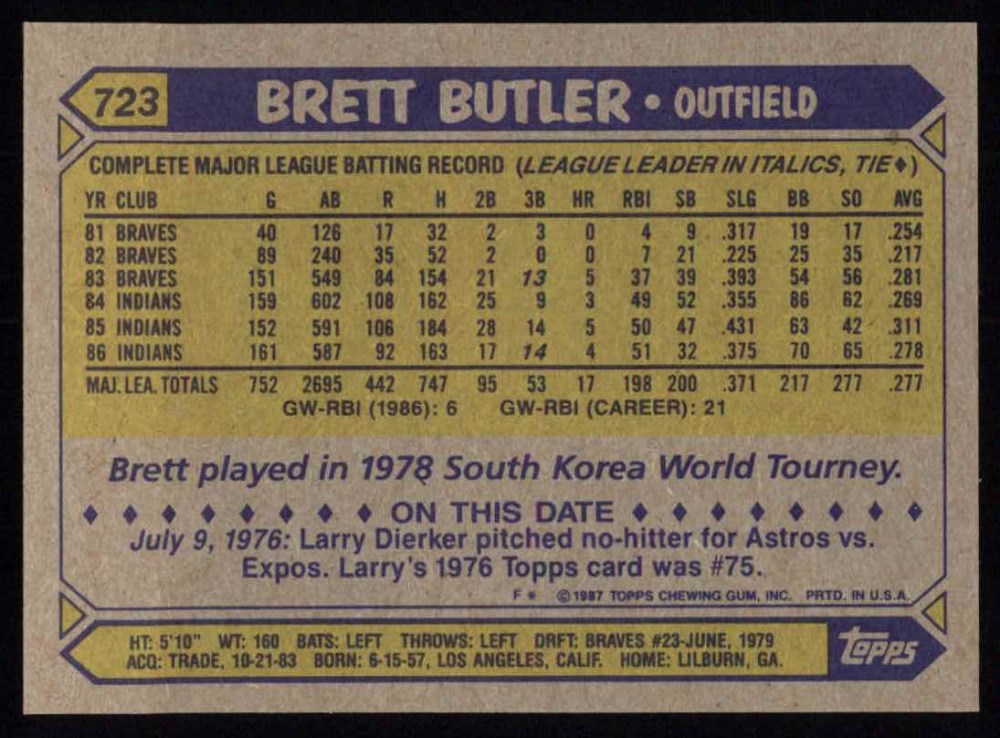 723 BRETT BUTLER • OUTFIELD
COMPLETE MAJOR LEAGUE BATTING RECORD (LEAGUE LEADER IN ITALICS, TIE♦)
YR CLUB G AB R H 2B 3B HR RBI SB SLG BB SO AVG
81 BRAVES 40 126 17 32 2 3 0 4 9 .317 19 17 .254
82 BRAVES 89 240 35 52 2 0 0 7 21 .225 25 35 .217
83 BRAVES 151 549 84 154 21 13 5 37 39 .393 54 56 .281
84 INDIANS 159 602 108 162 25 9 3 49 52 .355 86 62 .269
85 INDIANS 152 591 106 184 28 14 5 50 47 .431 63 42 .311
86 INDIANS 161 587 92 163 17 14 4 51 32 .375 70 65 .278
MAJ. LEA. TOTALS 752 2695 442 747 95 53 17 198 200 .371 217 277 .277
GW-RBI (1986): 6 GW-RBI (CAREER): 21
Brett played in 1978 South Korea World Tourney.
♦ ♦ ♦ ♦ ♦ ♦ ♦ ♦ ON THIS DATE ♦ ♦ ♦ ♦ ♦ ♦ ♦ ♦
July 9, 1976: Larry Dierker pitched no-hitter for Astros vs.
Expos. Larry's 1976 Topps card was #75.
F * © 1987 TOPPS CHEWING GUM, INC. PRTD. IN U.S.A.
HT: 5'10" WT: 160 BATS: LEFT THROWS: LEFT DRFT: BRAVES #23-JUNE, 1979
ACQ: TRADE, 10-21-83 BORN: 6-15-57, LOS ANGELES, CALIF. HOME: LILBURN, GA.
topps